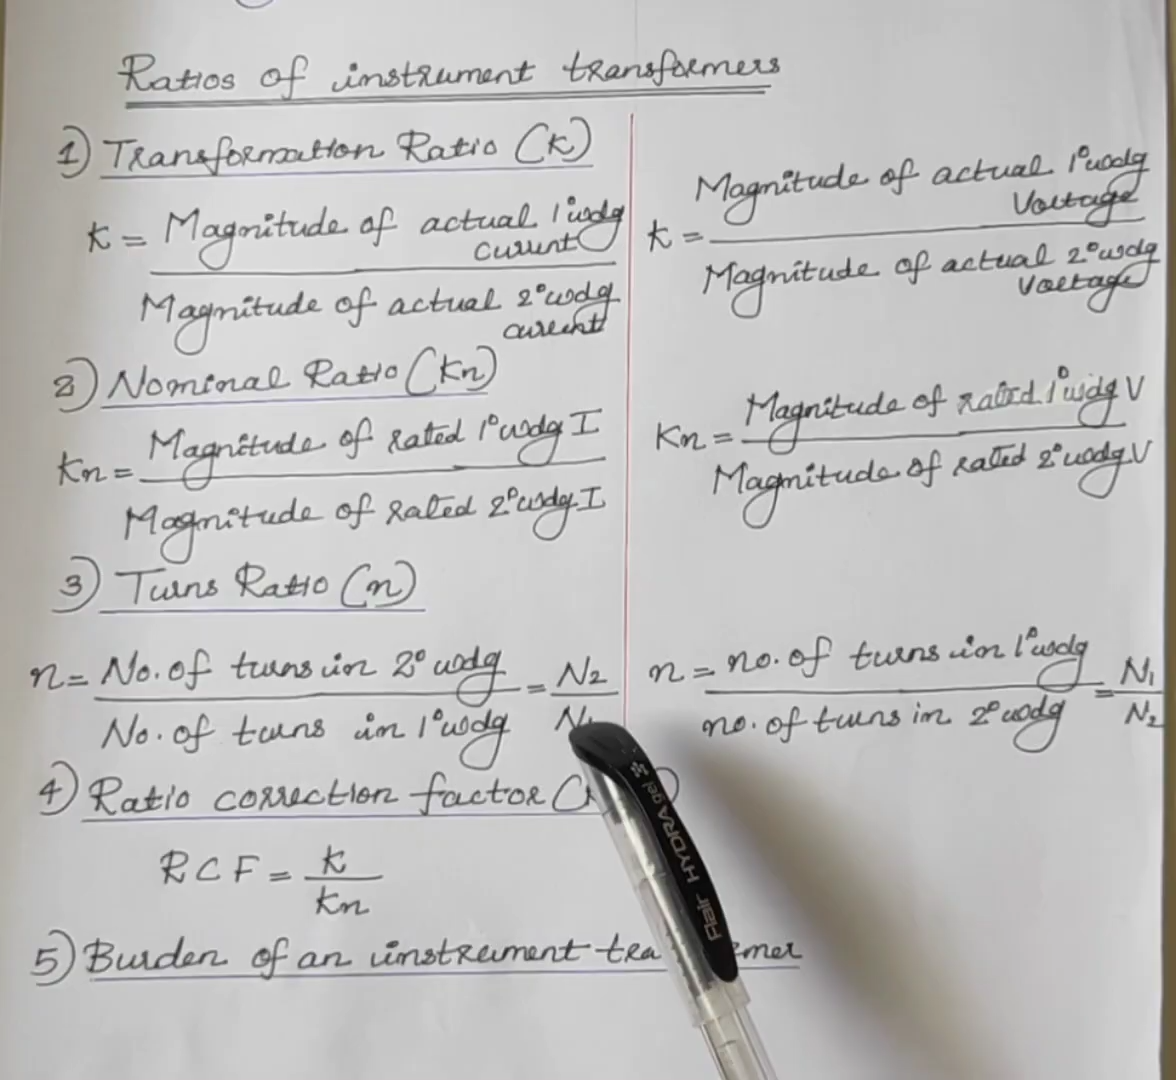 Ratios of instrument transformers
1) Transformation Ratio (K)
K = Magnitude of actual 1° wdg current
Magnitude of actual 2° wdg current
K = Magnitude of actual 1° wdg Voltage
Magnitude of actual 2° wdg Voltage
2) Nominal Ratio (Kn)
Kn = Magnitude of rated 1° wdg I
Magnitude of rated 2° wdg I
Kn = Magnitude of rated 1° wdg V
Magnitude of rated 2° wdg V
3) Turns Ratio (n)
n = No. of turns in 2° wdg = N2
No. of turns in 1° wdg N1
n = no. of turns in 1° wdg = N1
no. of turns in 2° wdg N2
4) Ratio correction factor (
RCF = K
Kn
5) Burden of an instrument
Flair HYDRA gel